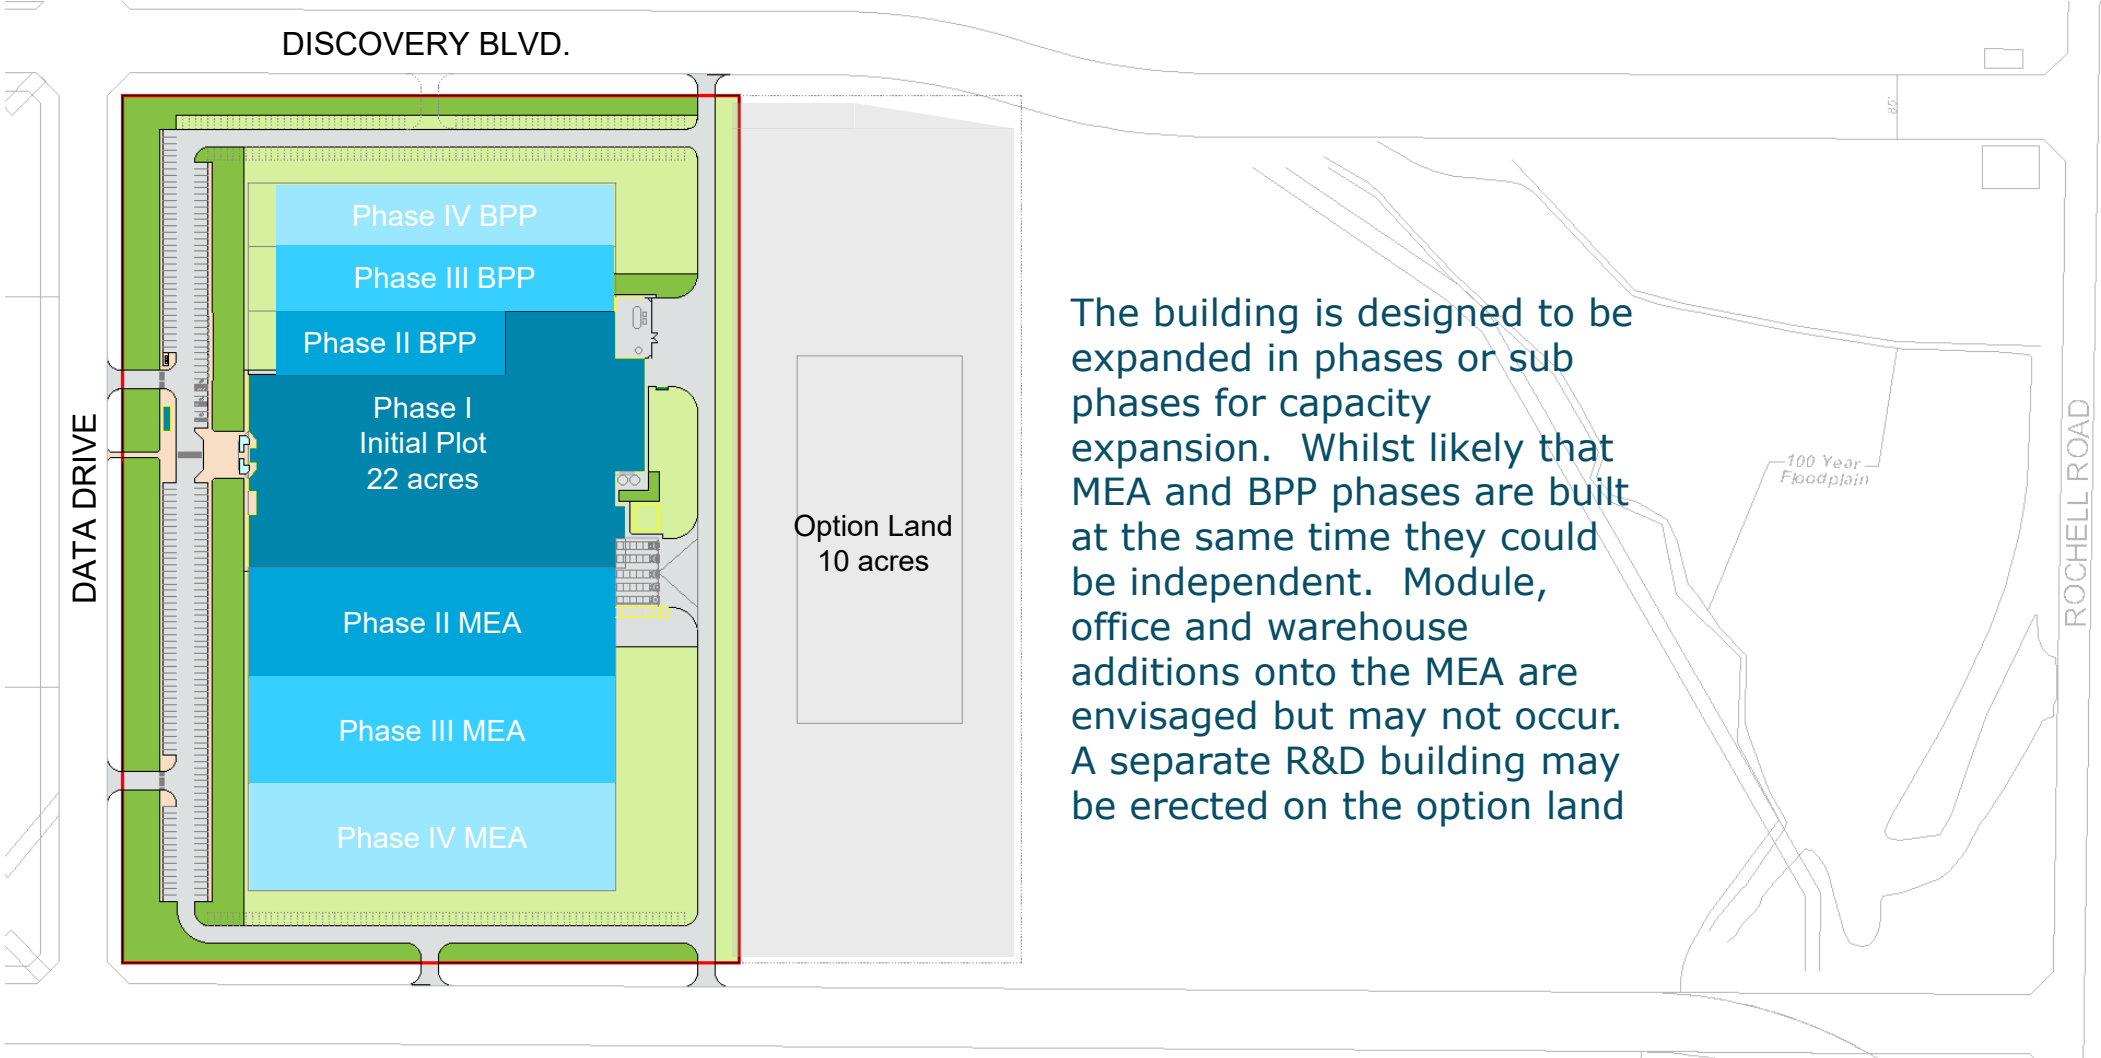 DISCOVERY BLVD.
85'
Phase IV BPP
Phase III BPP
Phase II BPP
Phase I
Initial Plot
22 acres
Phase II MEA
Phase III MEA
Phase IV MEA
DATA DRIVE
Option Land
10 acres
The building is designed to be
expanded in phases or sub
phases for capacity
expansion.  Whilst likely that
MEA and BPP phases are built
at the same time they could
be independent.  Module,
office and warehouse
additions onto the MEA are
envisaged but may not occur.
A separate R&D building may
be erected on the option land
100 Year
Floodplain
ROCHELL ROAD